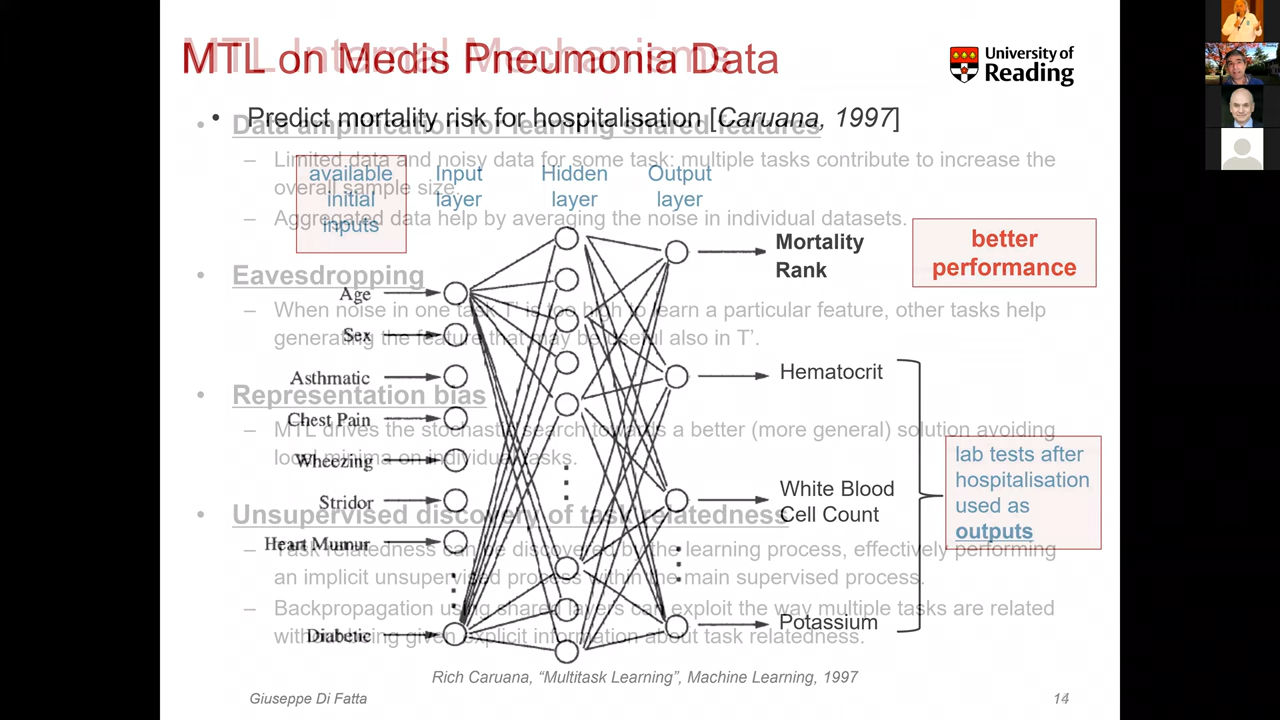 MTL on Medis Pneumonia Data
MTL Internal Mechanisms
University of
Reading
• Predict mortality risk for hospitalisation [Caruana, 1997]
• Data amplification for learning shared features
– Limited data and noisy data for some task: multiple tasks contribute to increase the
overall sample size.
– Aggregated data help by averaging the noise in individual datasets.
available
initial
inputs
Input
layer
Hidden
layer
Output
layer
Mortality
Rank
better
performance
• Eavesdropping
– When noise in one task T' is too high to learn a particular feature, other tasks help
generating the feature that may be useful also in T'.
Age
Sex
Asthmatic
Chest Pain
Wheezing
Stridor
Heart Murmur
Diabetic
• Representation bias
– MTL drives the stochastic search towards a better (more general) solution avoiding
local minima on individual tasks.
Hematocrit
White Blood
Cell Count
Potassium
lab tests after
hospitalisation
used as
outputs
• Unsupervised discovery of task relatedness
– Task relatedness can be discovered by the learning process, effectively performing
an implicit unsupervised process within the main supervised process.
– Backpropagation using shared layers can exploit the way multiple tasks are related
without being given explicit information about task relatedness.
Rich Caruana, “Multitask Learning”, Machine Learning, 1997
Giuseppe Di Fatta
14